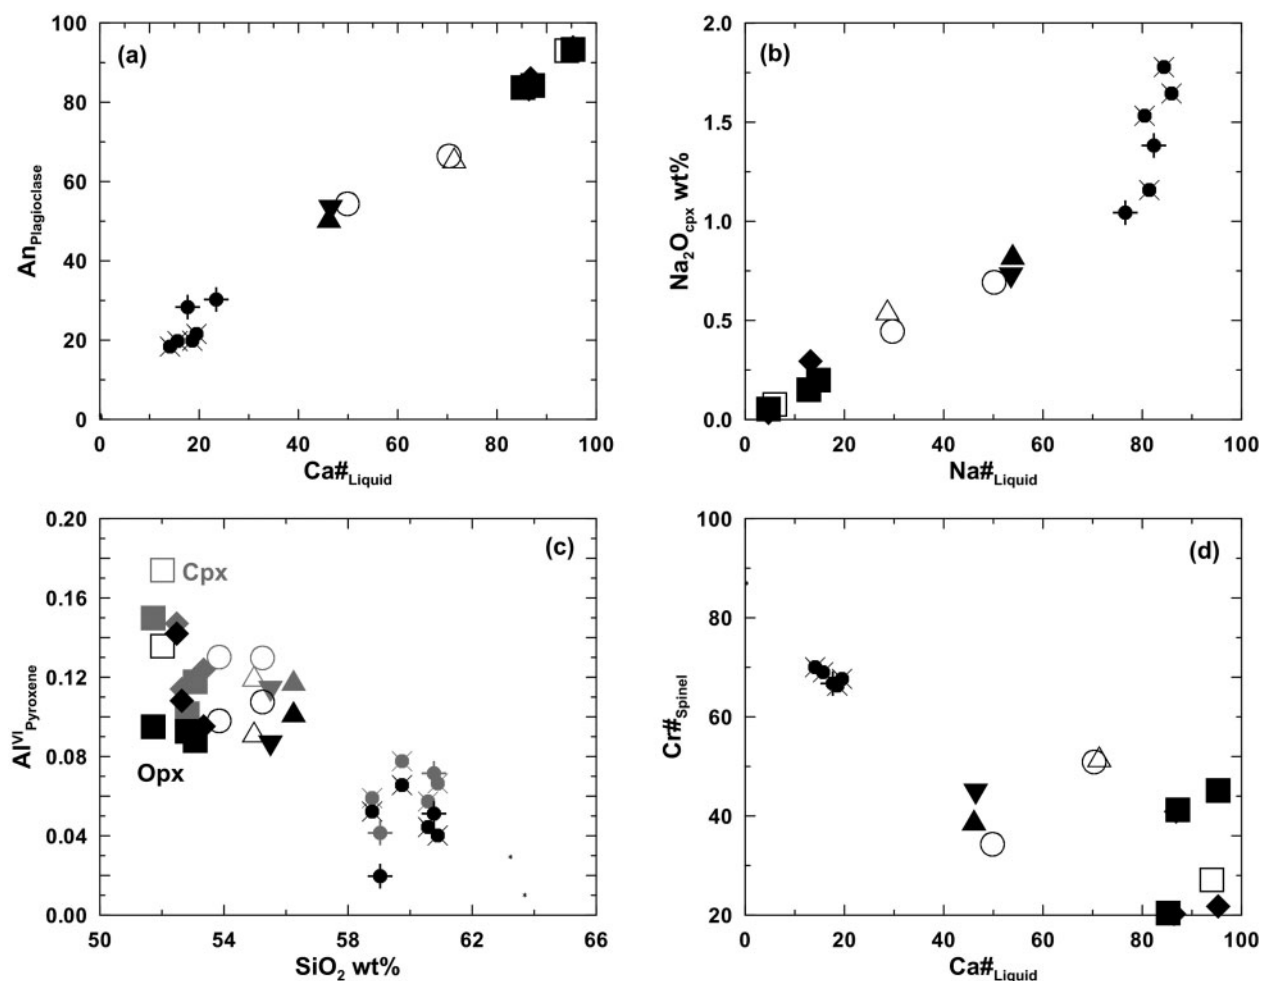 (a)
100
80
60
40
20
0
An_Plagioclase
0 20 40 60 80 100
Ca#_Liquid
(b)
2.0
1.5
1.0
0.5
0.0
Na₂O_cpx wt%
0 20 40 60 80 100
Na#_Liquid
(c)
0.20
0.16
0.12
0.08
0.04
0.00
Al^VI_Pyroxene
Cpx
Opx
50 54 58 62 66
SiO₂ wt%
(d)
100
80
60
40
20
Cr#_Spinel
0 20 40 60 80 100
Ca#_Liquid